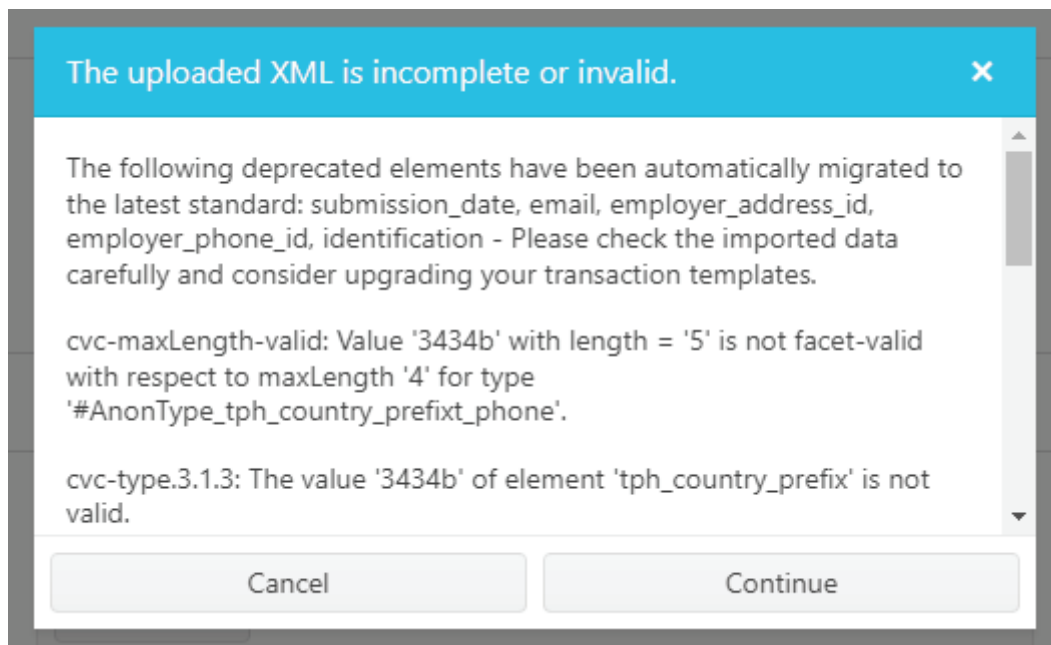 The uploaded XML is incomplete or invalid.
The following deprecated elements have been automatically migrated to
the latest standard: submission_date, email, employer_address_id,
employer_phone_id, identification - Please check the imported data
carefully and consider upgrading your transaction templates.
cvc-maxLength-valid: Value '3434b' with length = '5' is not facet-valid
with respect to maxLength '4' for type
'#AnonType_tph_country_prefixt_phone'.
cvc-type.3.1.3: The value '3434b' of element 'tph_country_prefix' is not
valid.
Cancel
Continue